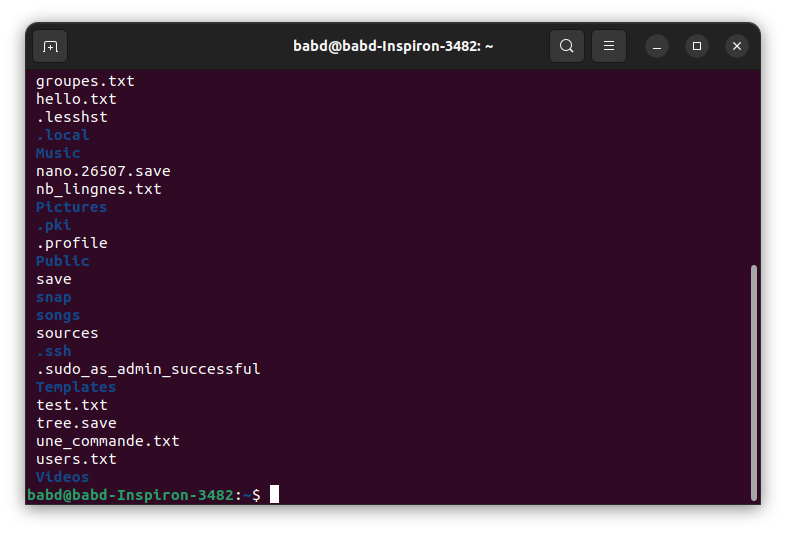 babd@babd-Inspiron-3482: ~
groupes.txt
hello.txt
.lesshst
.local
Music
nano.26507.save
nb_lingnes.txt
Pictures
.pki
.profile
Public
save
snap
songs
sources
.ssh
.sudo_as_admin_successful
Templates
test.txt
tree.save
une_commande.txt
users.txt
Videos
babd@babd-Inspiron-3482:~$